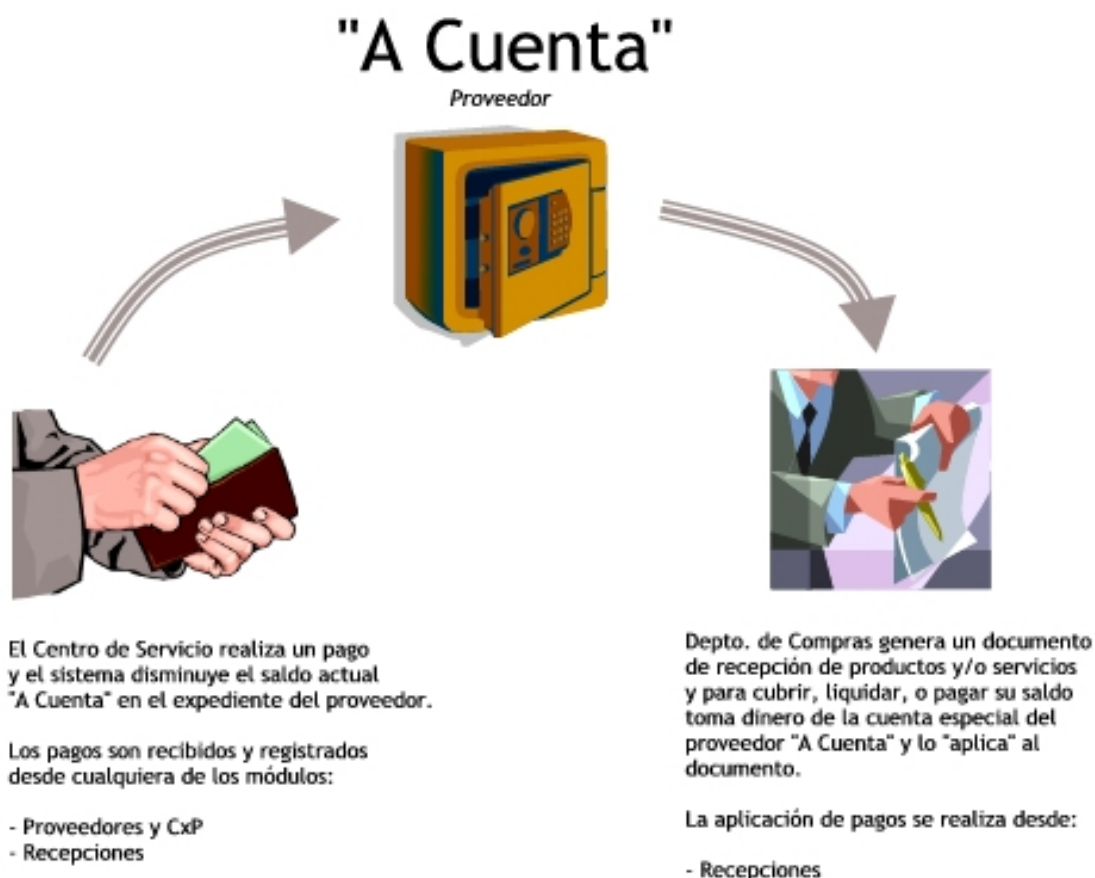 "A Cuenta"
Proveedor
El Centro de Servicio realiza un pago
y el sistema disminuye el saldo actual
"A Cuenta" en el expediente del proveedor.
Los pagos son recibidos y registrados
desde cualquiera de los módulos:
- Proveedores y CxP
- Recepciones
Depto. de Compras genera un documento
de recepción de productos y/o servicios
y para cubrir, liquidar, o pagar su saldo
toma dinero de la cuenta especial del
proveedor "A Cuenta" y lo "aplica" al
documento.
La aplicación de pagos se realiza desde:
- Recepciones